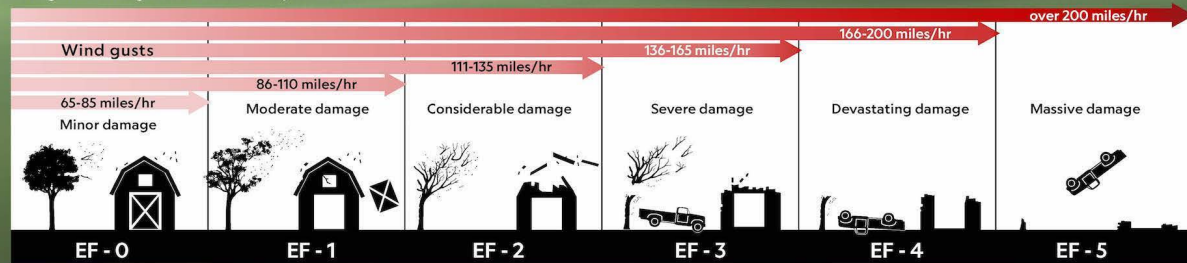 over 200 miles/hr
166-200 miles/hr
Wind gusts
136-165 miles/hr
111-135 miles/hr
86-110 miles/hr
65-85 miles/hr
Minor damage
Moderate damage
Considerable damage
Severe damage
Devastating damage
Massive damage
EF - 0
EF - 1
EF - 2
EF - 3
EF - 4
EF - 5